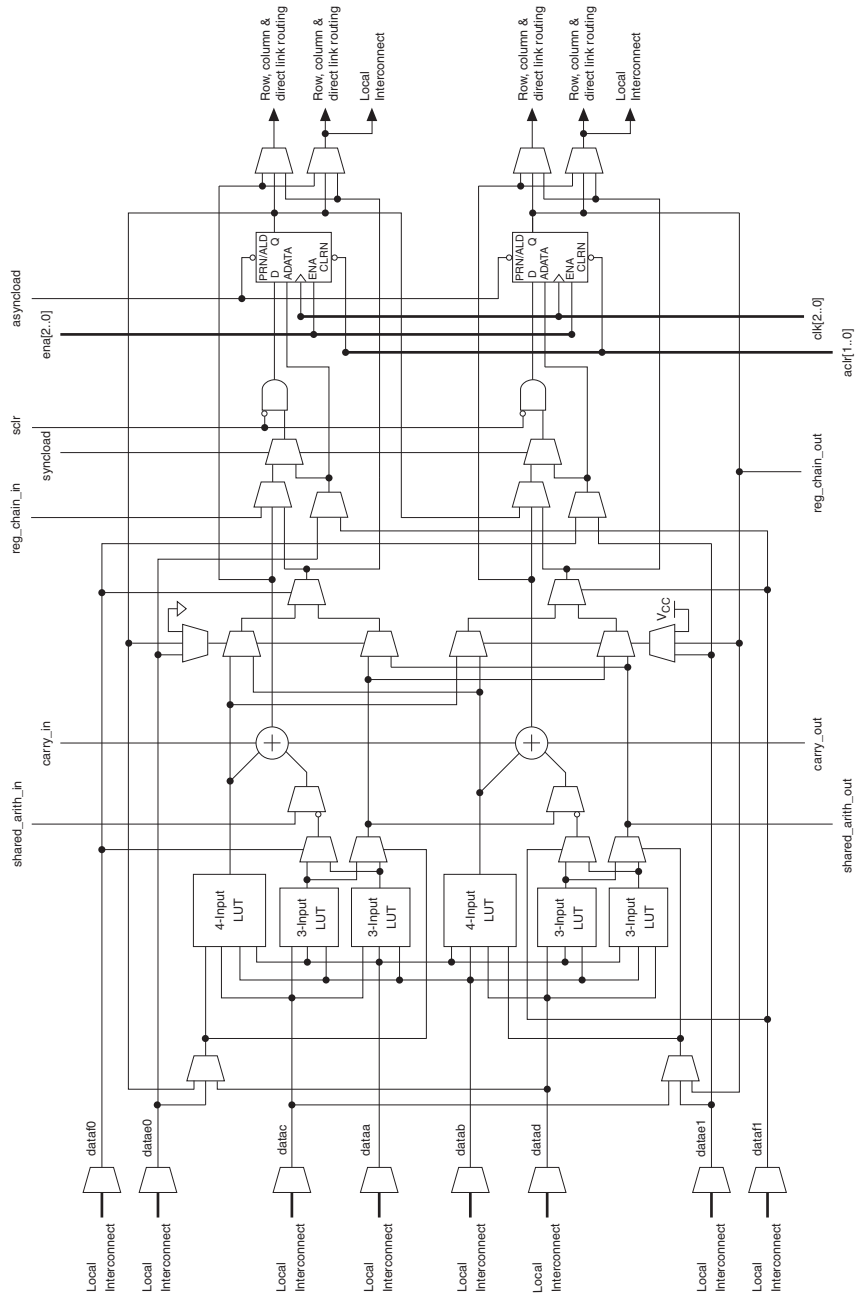 shared_arith_in
carry_in
reg_chain_in
syncload
sclr
ena[2..0]
asyncload
Row, column &
direct link routing
Row, column &
direct link routing
Local
Interconnect
Local
Interconnect
dataf0
Local
Interconnect
datae0
4-Input
LUT
PRN/ALD
D
Q
ADATA
ENA
CLRN
Local
Interconnect
datac
3-Input
LUT
Local
Interconnect
dataa
3-Input
LUT
Local
Interconnect
datab
4-Input
LUT
Row, column &
direct link routing
Row, column &
direct link routing
Local
Interconnect
PRN/ALD
D
Q
ADATA
ENA
CLRN
Local
Interconnect
datad
3-Input
LUT
3-Input
LUT
VCC
Local
Interconnect
datae1
Local
Interconnect
dataf1
shared_arith_out
carry_out
reg_chain_out
clk[2..0]
aclr[1..0]